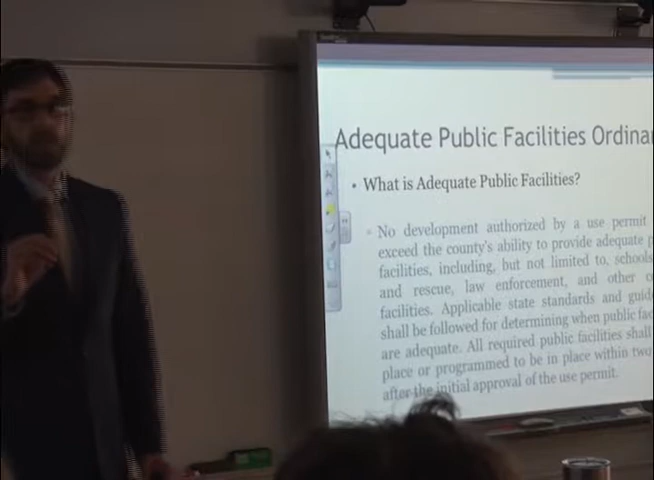 Adequate Public Facilities Ordina
• What is Adequate Public Facilities?
No development authorized by a use permit
exceed the county's ability to provide adequate p
facilities, including, but not limited to, schools
and rescue, law enforcement, and other c
facilities. Applicable state standards and guid
shall be followed for determining when public fac
are adequate. All required public facilities shall
place or programmed to be in place within two
after the initial approval of the use permit.